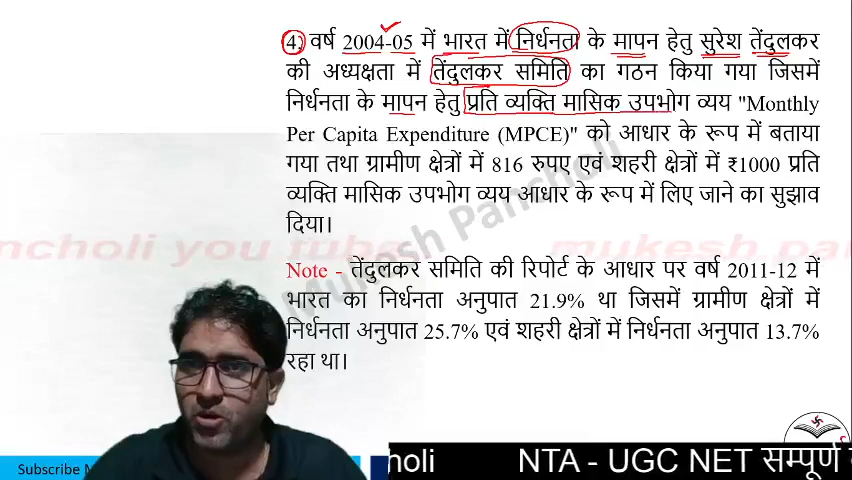 4) वर्ष 2004-05 में भारत में निर्धनता के मापन हेतु सुरेश तेंदुलकर
की अध्यक्षता में तेंदुलकर समिति का गठन किया गया जिसमें
निर्धनता के मापन हेतु प्रति व्यक्ति मासिक उपभोग व्यय "Monthly
Per Capita Expenditure (MPCE)" को आधार के रूप में बताया
गया तथा ग्रामीण क्षेत्रों में 816 रुपए एवं शहरी क्षेत्रों में ₹1000 प्रति
व्यक्ति मासिक उपभोग व्यय आधार के रूप में लिए जाने का सुझाव
दिया।
Mukesh Pancholi
ncholi you tube
mukesh pan
Note - तेंदुलकर समिति की रिपोर्ट के आधार पर वर्ष 2011-12 में
भारत का निर्धनता अनुपात 21.9% था जिसमें ग्रामीण क्षेत्रों में
निर्धनता अनुपात 25.7% एवं शहरी क्षेत्रों में निर्धनता अनुपात 13.7%
रहा था।
Subscribe M
holi NTA - UGC NET सम्पूर्ण